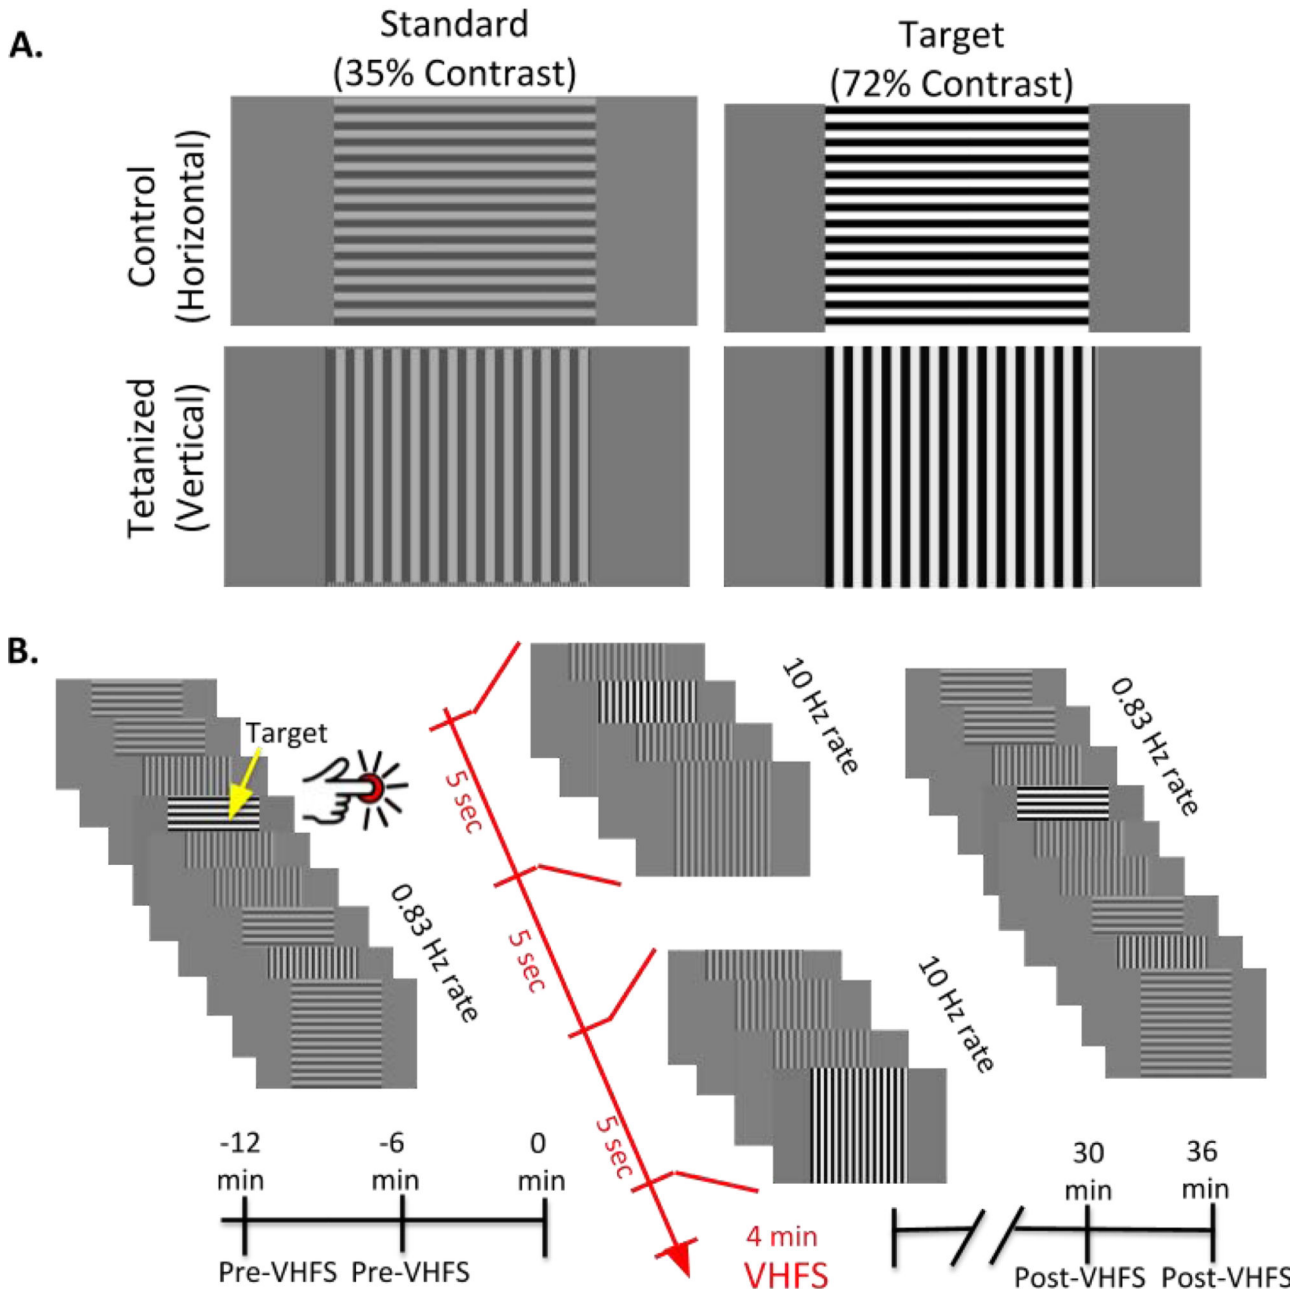 A.
Standard
(35% Contrast)
Target
(72% Contrast)
Control
(Horizontal)
Tetanized
(Vertical)
B.
Target
0.83 Hz rate
5 sec
5 sec
5 sec
10 Hz rate
10 Hz rate
0.83 Hz rate
-12
min
-6
min
0
min
Pre-VHFS
Pre-VHFS
4 min
VHFS
30
min
36
min
Post-VHFS
Post-VHFS